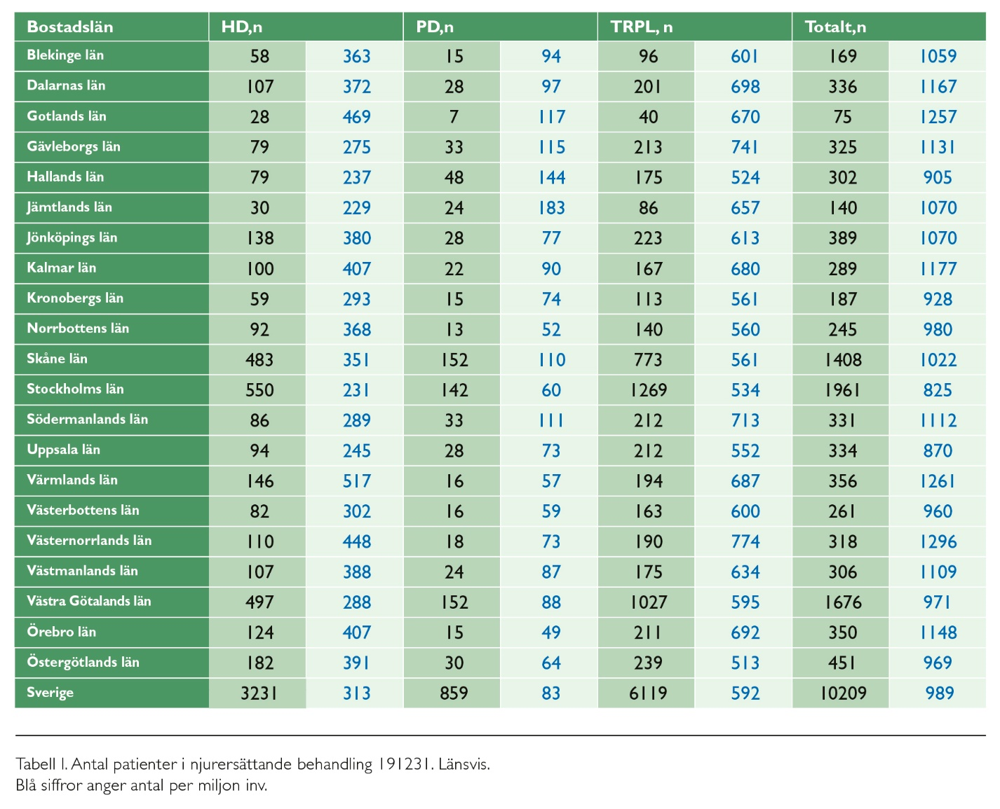 Bostadslän HD,n PD,n TRPL, n Totalt,n
Blekinge län 58 363 15 94 96 601 169 1059
Dalarnas län 107 372 28 97 201 698 336 1167
Gotlands län 28 469 7 117 40 670 75 1257
Gävleborgs län 79 275 33 115 213 741 325 1131
Hallands län 79 237 48 144 175 524 302 905
Jämtlands län 30 229 24 183 86 657 140 1070
Jönköpings län 138 380 28 77 223 613 389 1070
Kalmar län 100 407 22 90 167 680 289 1177
Kronobergs län 59 293 15 74 113 561 187 928
Norrbottens län 92 368 13 52 140 560 245 980
Skåne län 483 351 152 110 773 561 1408 1022
Stockholms län 550 231 142 60 1269 534 1961 825
Södermanlands län 86 289 33 111 212 713 331 1112
Uppsala län 94 245 28 73 212 552 334 870
Värmlands län 146 517 16 57 194 687 356 1261
Västerbottens län 82 302 16 59 163 600 261 960
Västernorrlands län 110 448 18 73 190 774 318 1296
Västmanlands län 107 388 24 87 175 634 306 1109
Västra Götalands län 497 288 152 88 1027 595 1676 971
Örebro län 124 407 15 49 211 692 350 1148
Östergötlands län 182 391 30 64 239 513 451 969
Sverige 3231 313 859 83 6119 592 10209 989
Tabell 1. Antal patienter i njurersättande behandling 191231. Länsvis.
Blå siffror anger antal per miljon inv.